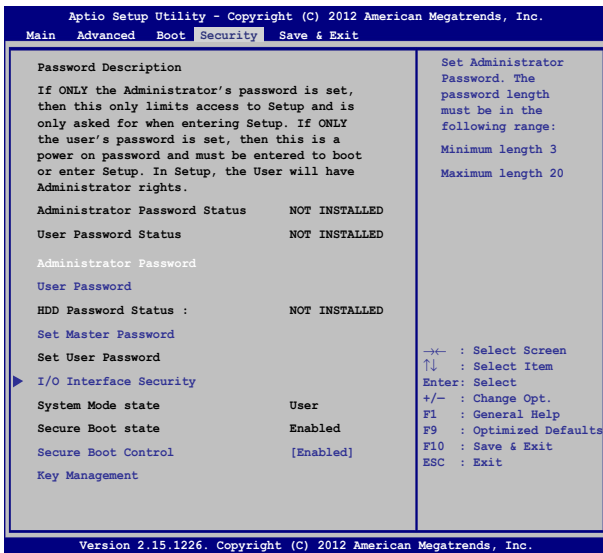 Aptio Setup Utility - Copyright (C) 2012 American Megatrends, Inc.
Main Advanced Boot Security Save & Exit
Password Description
If ONLY the Administrator's password is set,
then this only limits access to Setup and is
only asked for when entering Setup. If ONLY
the user's password is set, then this is a
power on password and must be entered to boot
or enter Setup. In Setup, the User will have
Administrator rights.
Administrator Password Status NOT INSTALLED
User Password Status NOT INSTALLED
Administrator Password
User Password
HDD Password Status : NOT INSTALLED
Set Master Password
Set User Password
I/O Interface Security
System Mode state User
Secure Boot state Enabled
Secure Boot Control [Enabled]
Key Management
Set Administrator
Password. The
password length
must be in the
following range:
Minimum length 3
Maximum length 20
→← : Select Screen
↑↓ : Select Item
Enter: Select
+/— : Change Opt.
F1 : General Help
F9 : Optimized Defaults
F10 : Save & Exit
ESC : Exit
Version 2.15.1226. Copyright (C) 2012 American Megatrends, Inc.